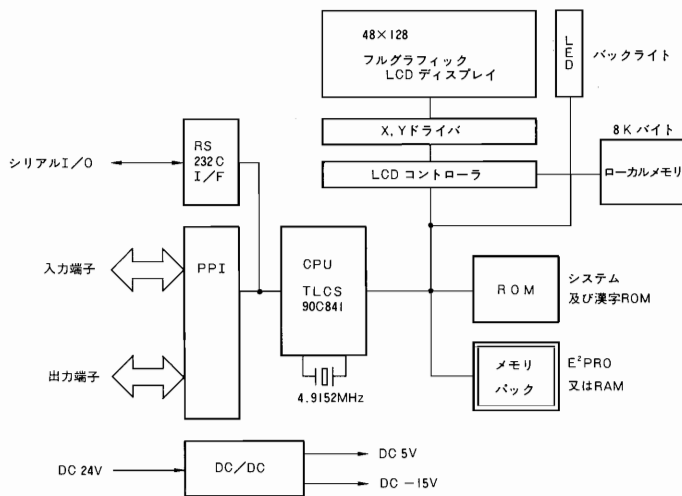 48×128
フルグラフィック
LCD ディスプレイ
LED
バックライト
X, Yドライバ
8Kバイト
LCD コントローラ
ローカルメモリ
RS
232C
I/F
シリアルI/O
入力端子
PPI
CPU
TLCS
90C841
ROM
システム
及び漢字ROM
出力端子
4.9152MHz
メモリ
パック
E²PRO
又はRAM
DC 24V
DC/DC
DC 5V
DC −15V